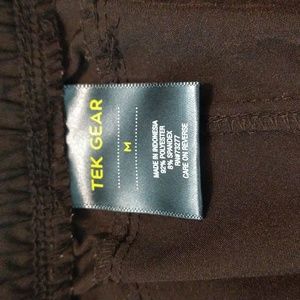 TEK GEAR
M
MADE IN INDONESIA
92% POLYESTER
8% SPANDEX
RN#73277
CARE ON REVERSE